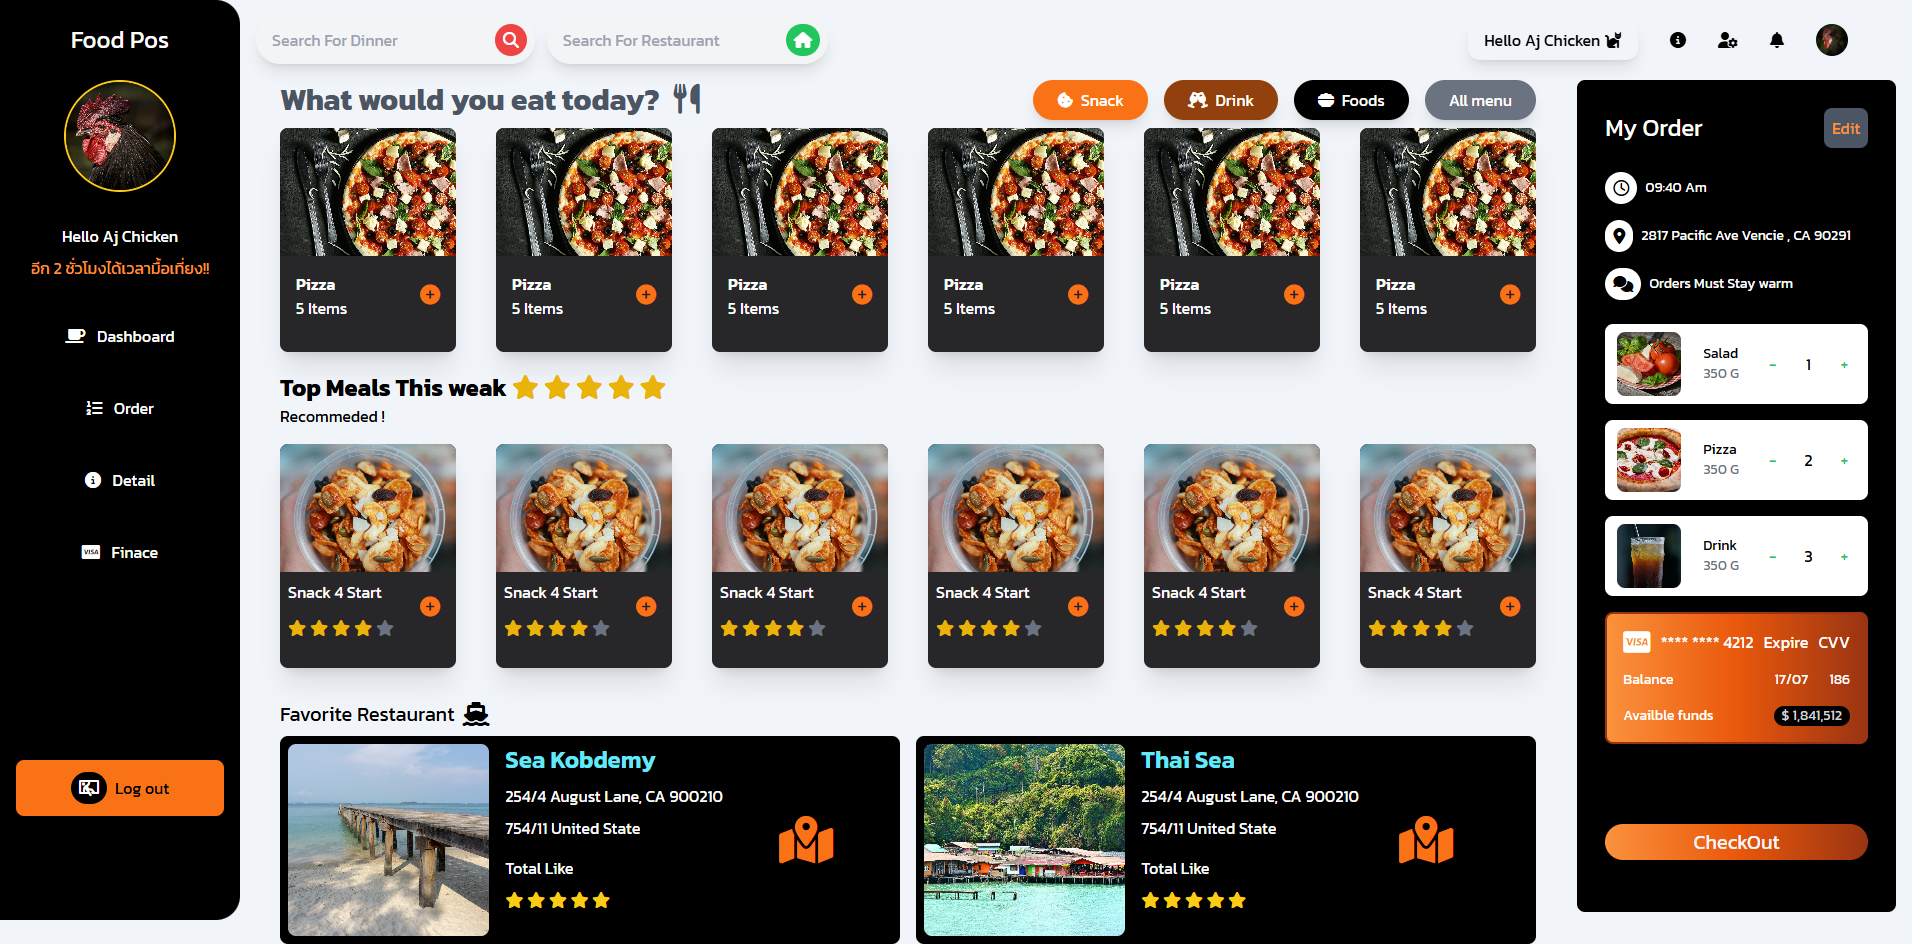 Food Pos
Hello Aj Chicken
อีก 2 ชั่วโมงได้เวลามื้อเที่ยง!!
Dashboard
Order
Detail
VISA Finace
Log out
Search For Dinner
Search For Restaurant
Hello Aj Chicken
What would you eat today?
Snack
Drink
Foods
All menu
Pizza
5 Items
Pizza
5 Items
Pizza
5 Items
Pizza
5 Items
Pizza
5 Items
Pizza
5 Items
Top Meals This weak
Recommeded !
Snack 4 Start
Snack 4 Start
Snack 4 Start
Snack 4 Start
Snack 4 Start
Snack 4 Start
Favorite Restaurant
Sea Kobdemy
254/4 August Lane, CA 900210
754/11 United State
Total Like
Thai Sea
254/4 August Lane, CA 900210
754/11 United State
Total Like
My Order
Edit
09:40 Am
2817 Pacific Ave Vencie , CA 90291
Orders Must Stay warm
Salad
350 G
- 1 +
Pizza
350 G
- 2 +
Drink
350 G
- 3 +
VISA **** **** 4212 Expire CVV
Balance 17/07 186
Availble funds $ 1,841,512
CheckOut